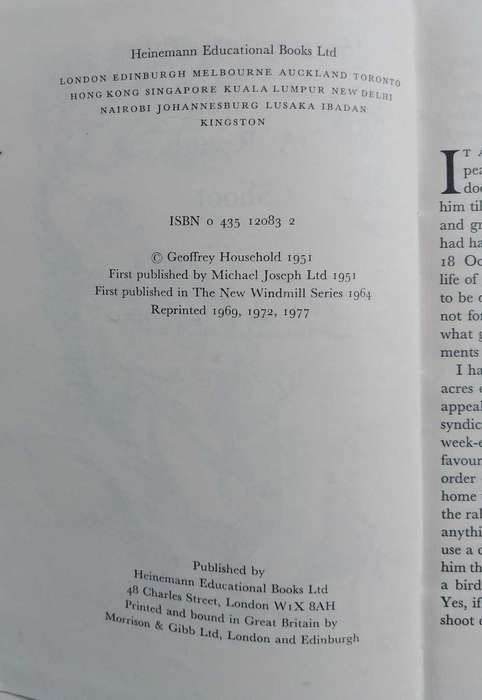 Heinemann Educational Books Ltd
LONDON EDINBURGH MELBOURNE AUCKLAND TORONTO
HONG KONG SINGAPORE KUALA LUMPUR NEW DELHI
NAIROBI JOHANNESBURG LUSAKA IBADAN
KINGSTON
ISBN 0 435 12083 2
© Geoffrey Household 1951
First published by Michael Joseph Ltd 1951
First published in The New Windmill Series 1964
Reprinted 1969, 1972, 1977
Published by
Heinemann Educational Books Ltd
48 Charles Street, London W1X 8AH
Printed and bound in Great Britain by
Morrison & Gibb Ltd, London and Edinburgh
IT A
pea
doo
him til
and gr
had ha
18 Oc
life of
to be c
not for
what g
ments
I ha
acres o
appeal
syndic
week-e
favour
order
home
the ral
anythi
use a c
him th
a bird
Yes, if
shoot